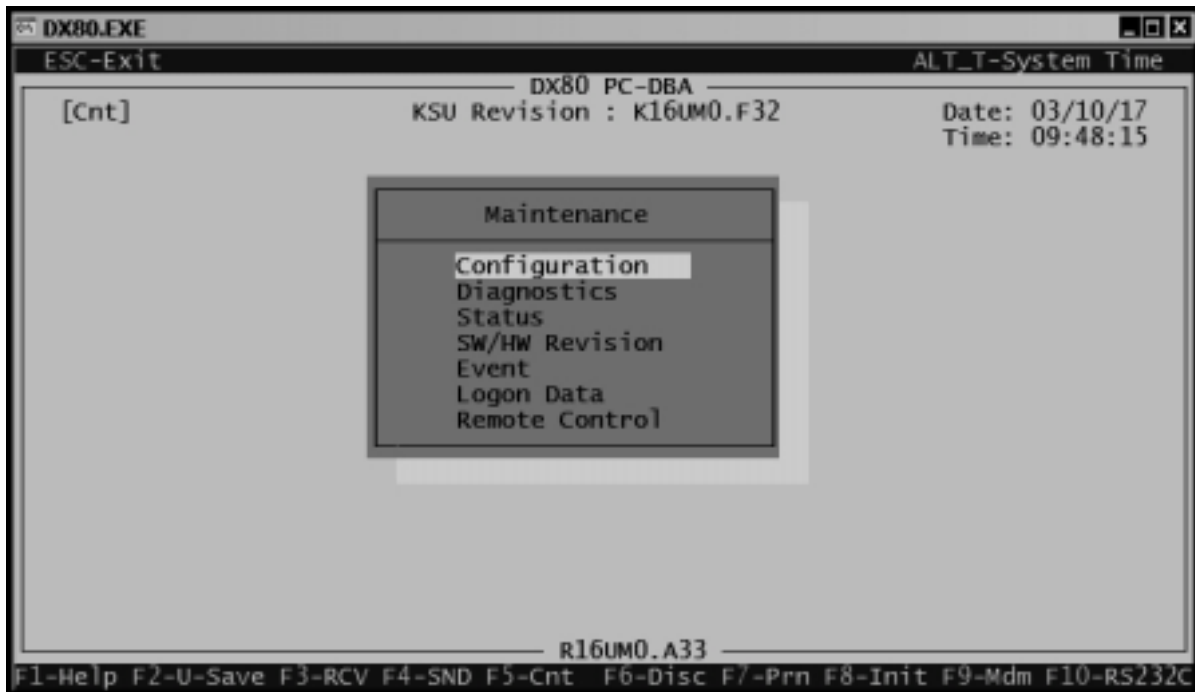 DX80.EXE
ESC-Exit ALT_T-System Time
DX80 PC-DBA
[Cnt] KSU Revision : K16UM0.F32 Date: 03/10/17
Time: 09:48:15
Maintenance
Configuration
Diagnostics
Status
SW/HW Revision
Event
Logon Data
Remote Control
R16UM0.A33
F1-Help F2-U-Save F3-RCV F4-SND F5-Cnt F6-Disc F7-Prn F8-Init F9-Mdm F10-RS232C